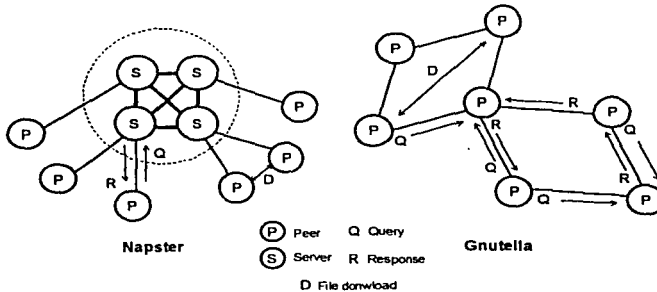 S S
S S
P
P
Q
P
R
P
D
P
P
Napster
P
P
D
R
P
P
P
R
Q
Q
Q
R
P
Q
P
Gnutella
P Peer Q Query
S Server R Response
D File donwload